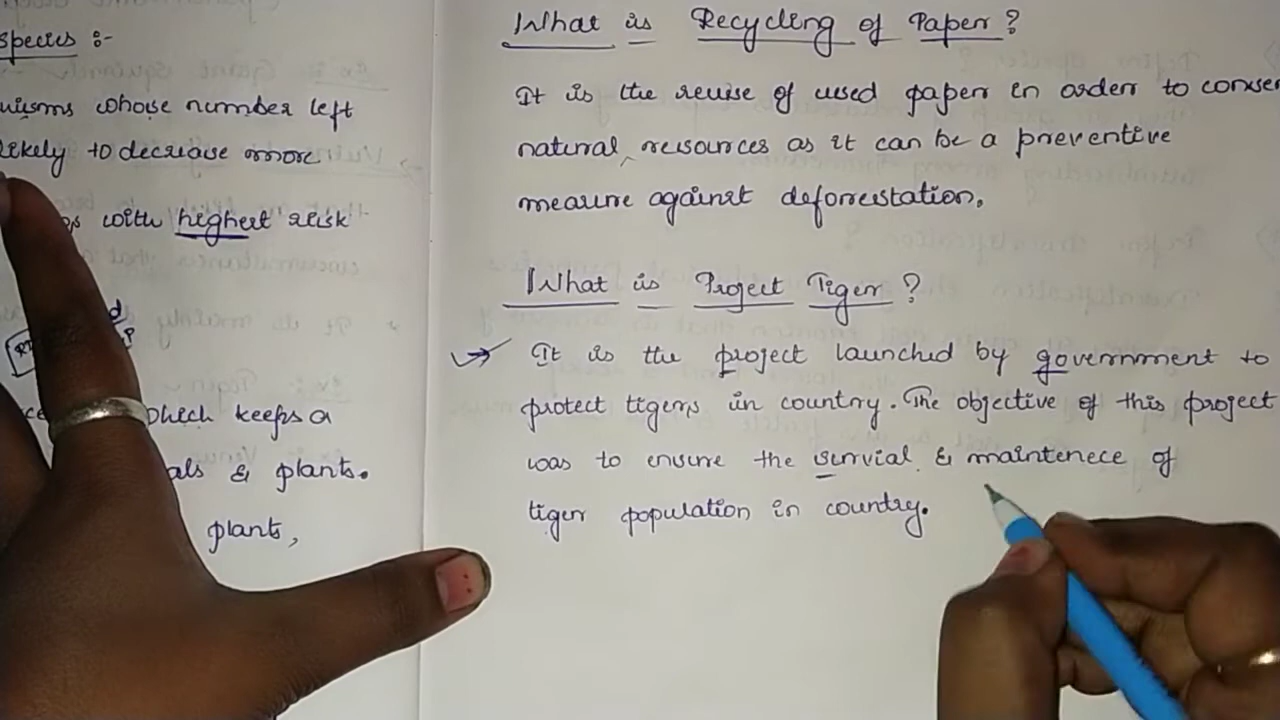 species :-
whose number left
likely to decrease more
with highest risk
which keeps a
als & plants.
plants,
What is Recycling of Paper ?
It is the reuse of used paper in order to conser
natural resources as it can be a preventive
measure against deforestation.
What is Project Tiger ?
It is the project launched by government to
protect tigers in country. The objective of this project
was to ensure the survial & maintenece of
tiger population in country.